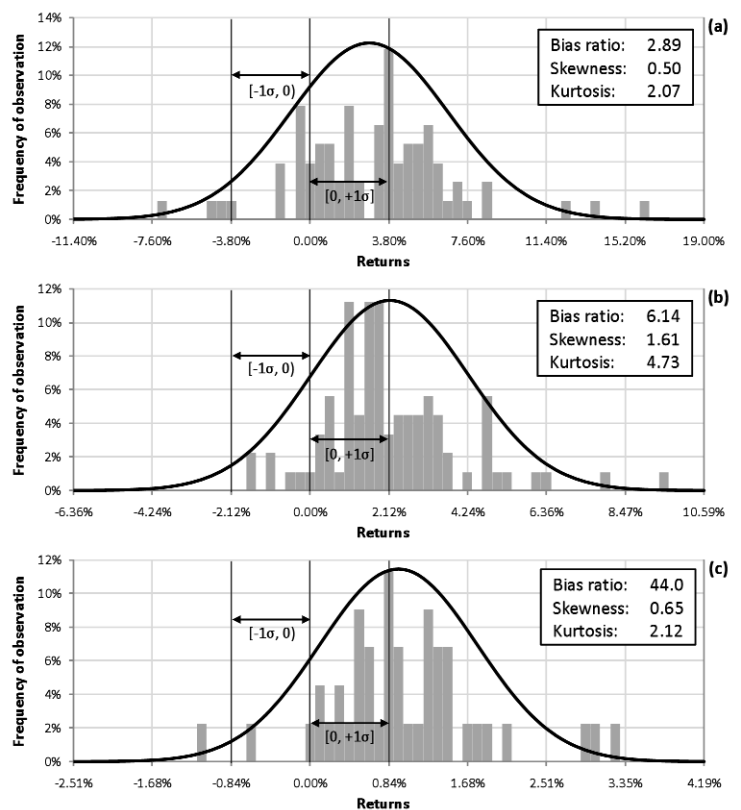 (a)
14%
12%
10%
8%
6%
4%
2%
0%
Frequency of observation
[-1σ, 0)
[0, +1σ]
Bias ratio: 2.89
Skewness: 0.50
Kurtosis: 2.07
-11.40% -7.60% -3.80% 0.00% 3.80% 7.60% 11.40% 15.20% 19.00%
Returns
(b)
12%
10%
8%
6%
4%
2%
0%
Frequency of observation
[-1σ, 0)
[0, +1σ]
Bias ratio: 6.14
Skewness: 1.61
Kurtosis: 4.73
-6.36% -4.24% -2.12% 0.00% 2.12% 4.24% 6.36% 8.47% 10.59%
Returns
(c)
12%
10%
8%
6%
4%
2%
0%
Frequency of observation
[-1σ, 0)
[0, +1σ]
Bias ratio: 44.0
Skewness: 0.65
Kurtosis: 2.12
-2.51% -1.68% -0.84% 0.00% 0.84% 1.68% 2.51% 3.35% 4.19%
Returns